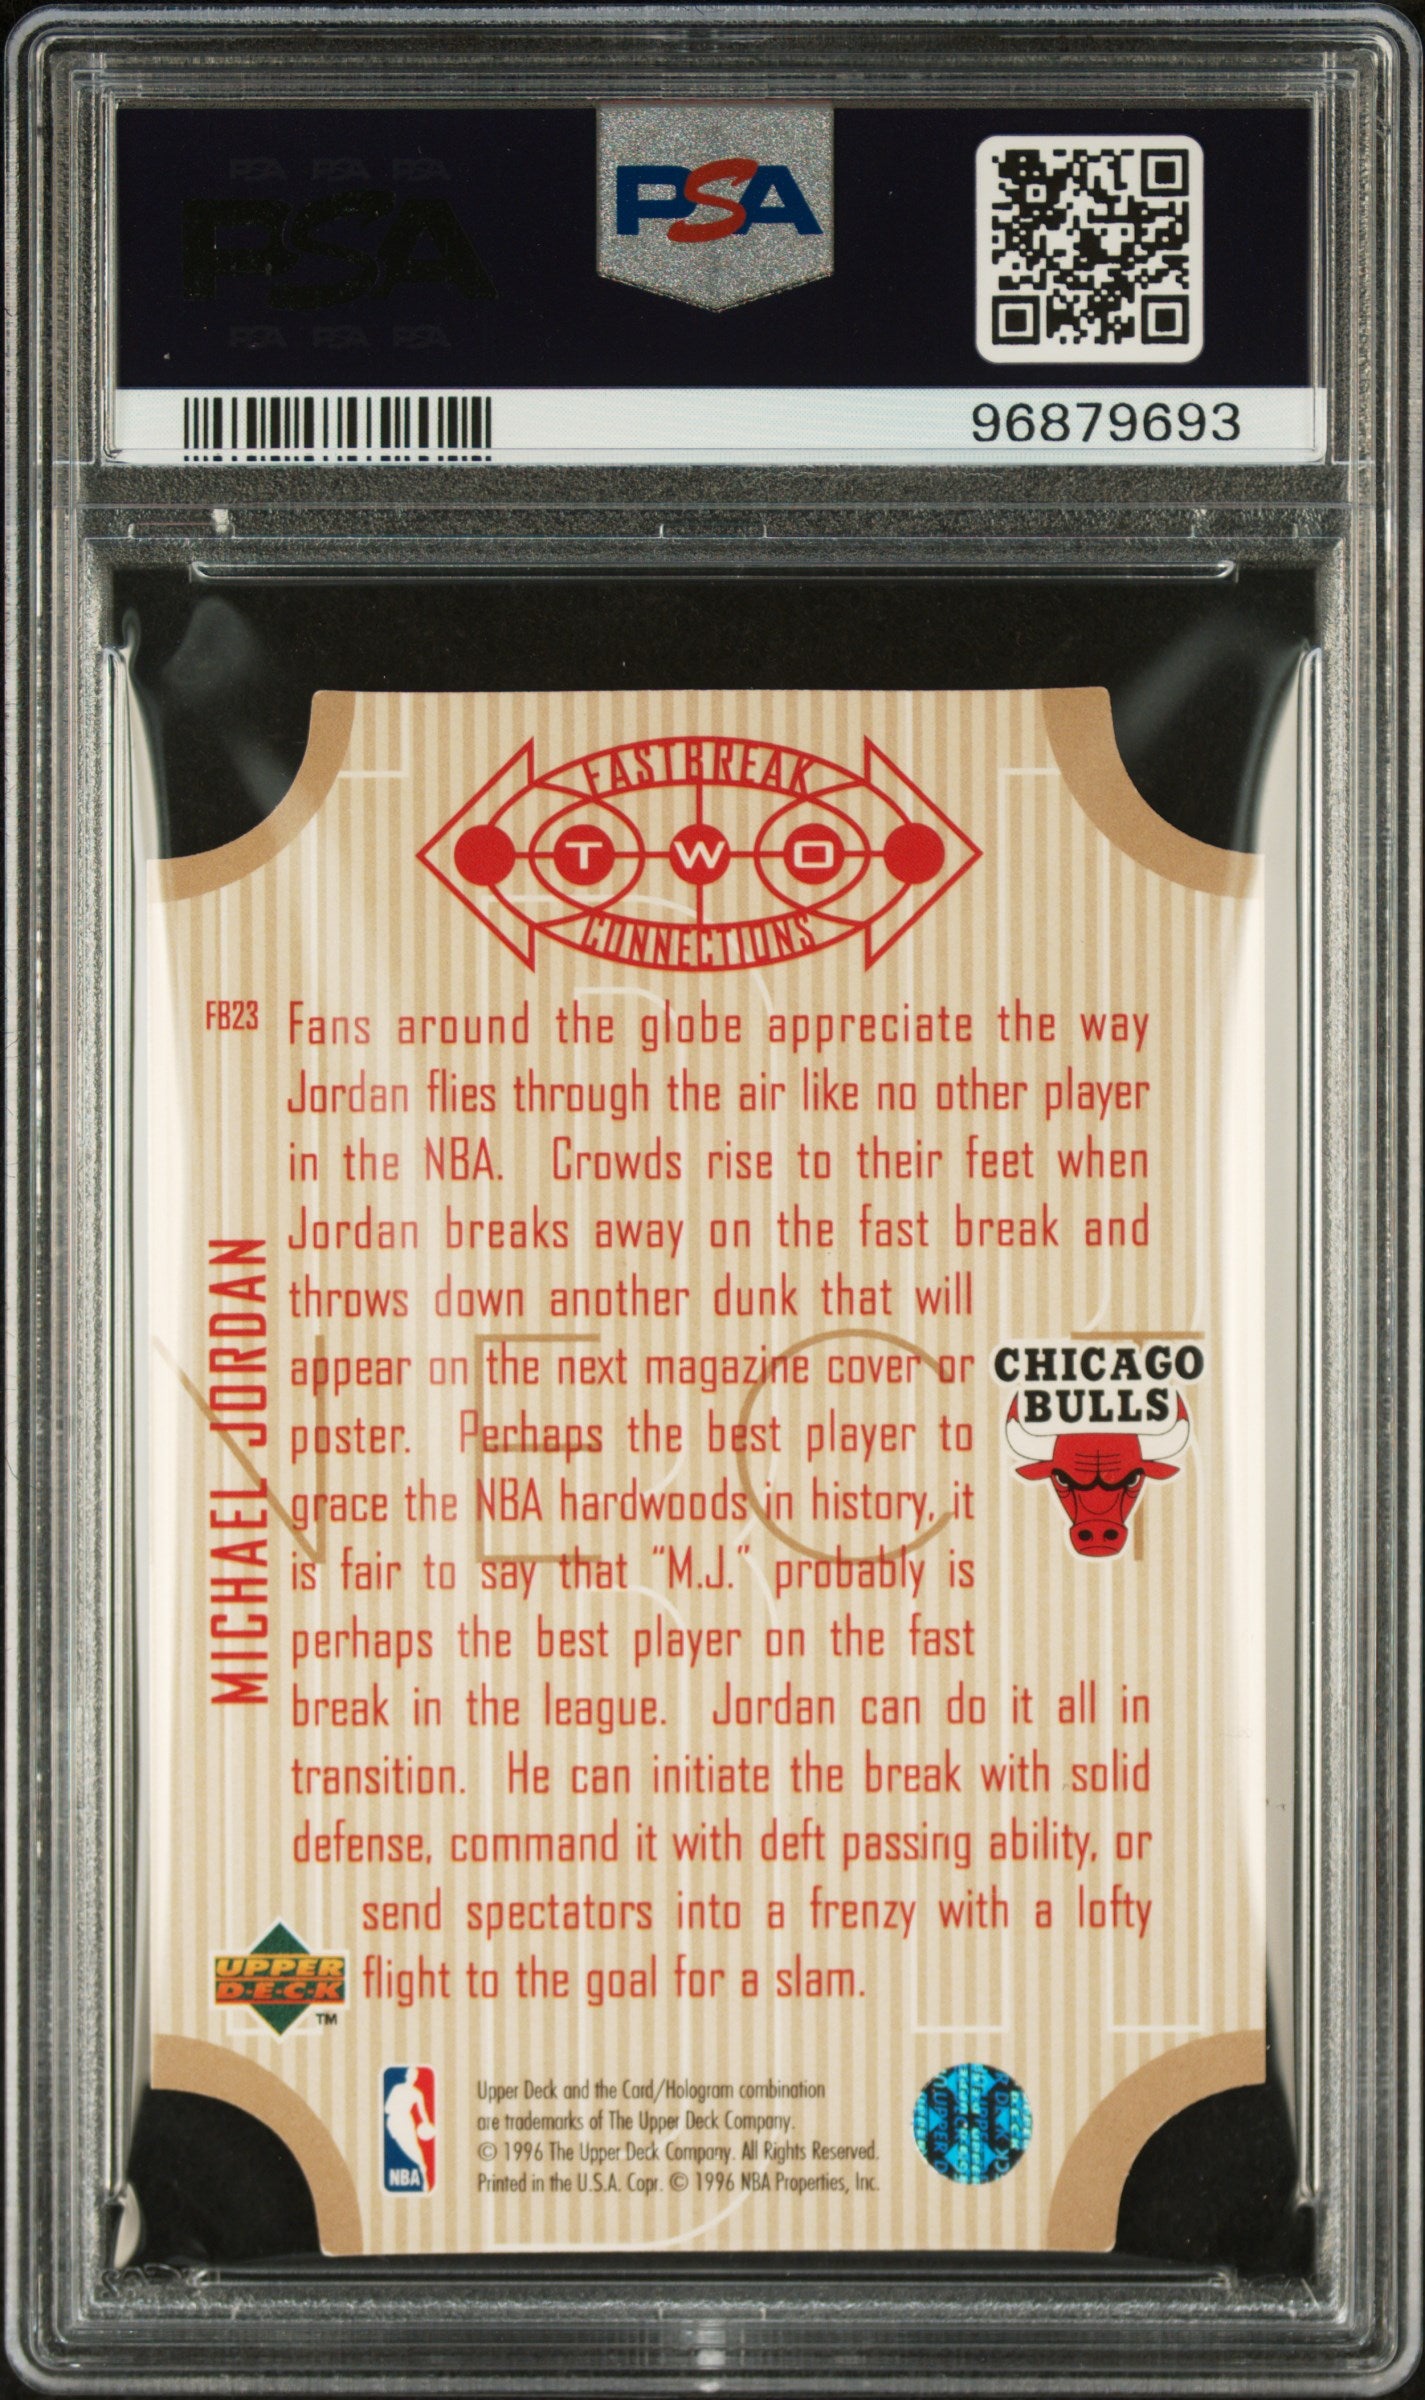 PSA PSA PSA
PSA
PSA PSA PSA
PSA
96879693
FASTBREAK
TWO
CONNECTIONS
FB23
MICHAEL JORDAN
Fans around the globe appreciate the way
Jordan flies through the air like no other player
in the NBA. Crowds rise to their feet when
Jordan breaks away on the fast break and
throws down another dunk that will
appear on the next magazine cover or
poster. Perhaps the best player to
grace the NBA hardwoods in history, it
is fair to say that “M.J.” probably is
perhaps the best player on the fast
break in the league. Jordan can do it all in
transition. He can initiate the break with solid
defense, command it with deft passing ability, or
send spectators into a frenzy with a lofty
flight to the goal for a slam.
CHICAGO
BULLS
UPPER
D·E·C·K
TM
NBA
Upper Deck and the Card/Hologram combination
are trademarks of The Upper Deck Company.
© 1996 The Upper Deck Company. All Rights Reserved.
Printed in the U.S.A. Copr. © 1996 NBA Properties, Inc.